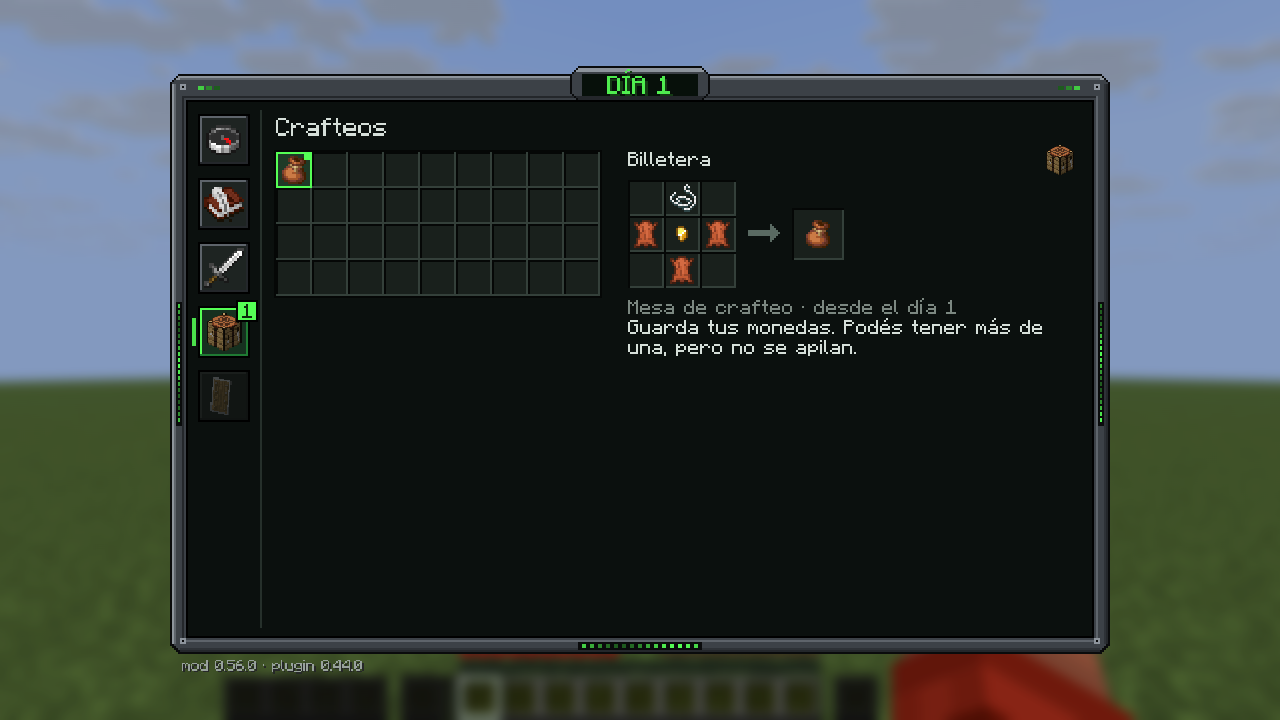 DÍA 1
Crafteos
Billetera
1
Mesa de crafteo · desde el día 1
Guarda tus monedas. Podés tener más de
una, pero no se apilan.
mod 0.56.0 · plugin 0.44.0